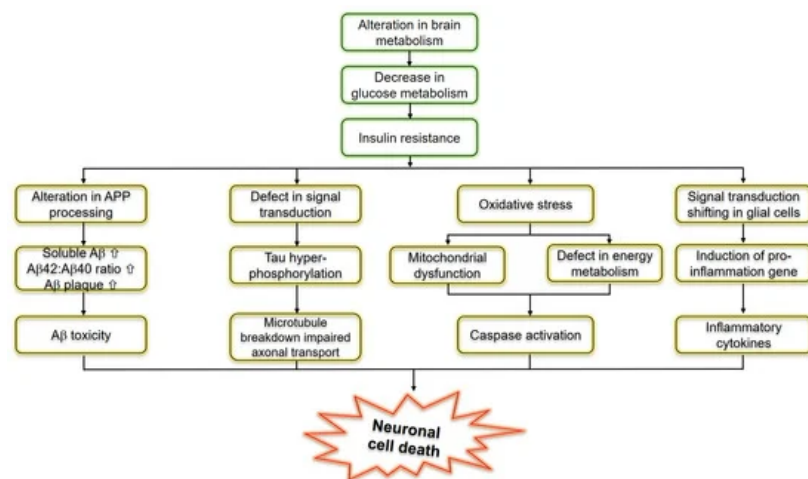 Alteration in brain
metabolism
Decrease in
glucose metabolism
Insulin resistance
Alteration in APP
processing
Defect in signal
transduction
Oxidative stress
Signal transduction
shifting in glial cells
Soluble Aβ ⇧
Aβ42:Aβ40 ratio ⇧
Aβ plaque ⇧
Tau hyper-
phosphorylation
Mitochondrial
dysfunction
Defect in energy
metabolism
Induction of pro-
inflammation gene
Aβ toxicity
Microtubule
breakdown impaired
axonal transport
Caspase activation
Inflammatory
cytokines
Neuronal
cell death